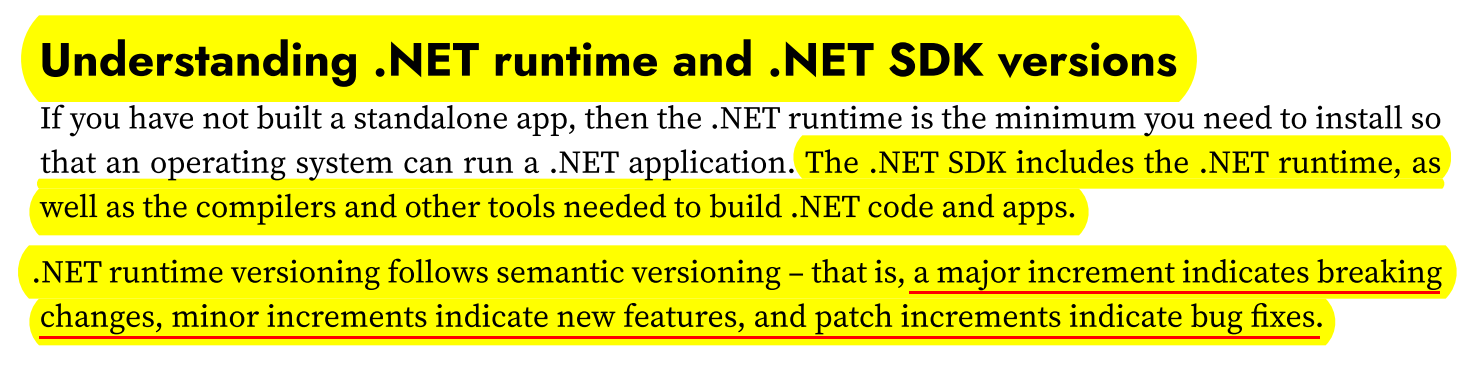 Understanding .NET runtime and .NET SDK versions
If you have not built a standalone app, then the .NET runtime is the minimum you need to install so
that an operating system can run a .NET application. The .NET SDK includes the .NET runtime, as
well as the compilers and other tools needed to build .NET code and apps.
.NET runtime versioning follows semantic versioning – that is, a major increment indicates breaking
changes, minor increments indicate new features, and patch increments indicate bug fixes.